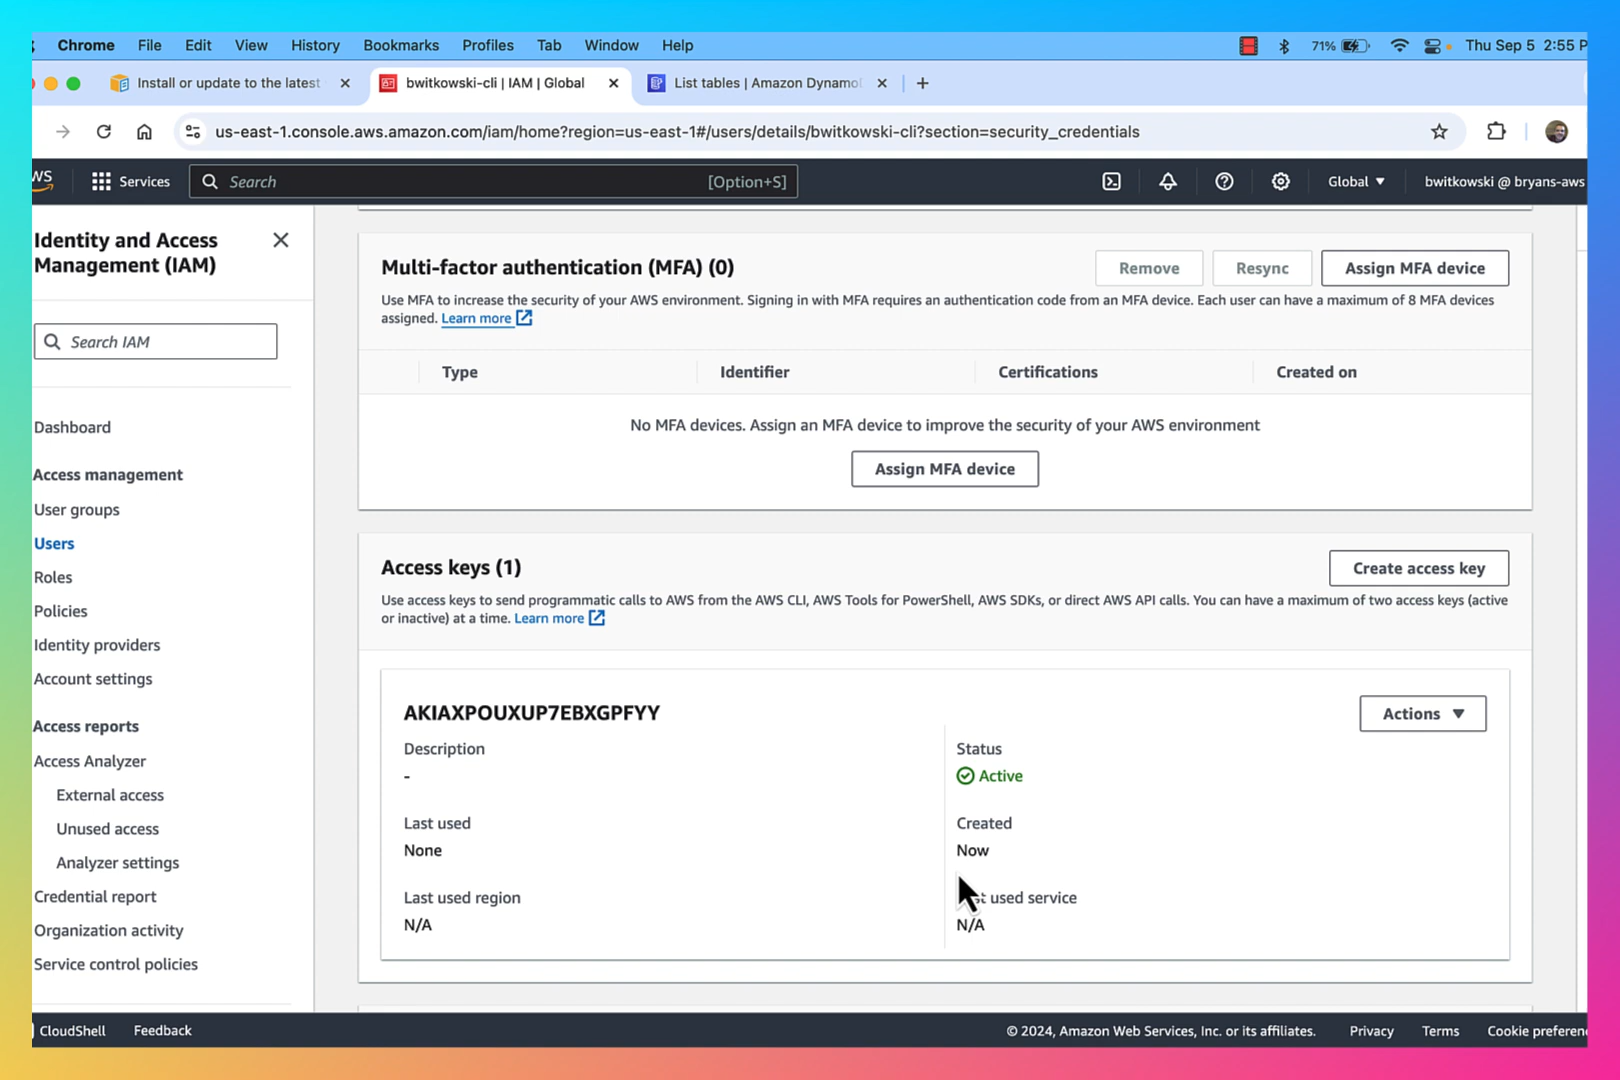 Chrome File Edit View History Bookmarks Profiles Tab Window Help 71% Thu Sep 5 2:55 P
Install or update to the latest
bwitkowski-cli | IAM | Global
List tables | Amazon Dynamo
us-east-1.console.aws.amazon.com/iam/home?region=us-east-1#/users/details/bwitkowski-cli?section=security_credentials
Services Search [Option+S] Global bwitkowski @ bryans-aws
Identity and Access
Management (IAM)
Search IAM
Dashboard
Access management
User groups
Users
Roles
Policies
Identity providers
Account settings
Access reports
Access Analyzer
External access
Unused access
Analyzer settings
Credential report
Organization activity
Service control policies
Multi-factor authentication (MFA) (0)
Remove Resync Assign MFA device
Use MFA to increase the security of your AWS environment. Signing in with MFA requires an authentication code from an MFA device. Each user can have a maximum of 8 MFA devices
assigned. Learn more
Type Identifier Certifications Created on
No MFA devices. Assign an MFA device to improve the security of your AWS environment
Assign MFA device
Access keys (1)
Create access key
Use access keys to send programmatic calls to AWS from the AWS CLI, AWS Tools for PowerShell, AWS SDKs, or direct AWS API calls. You can have a maximum of two access keys (active
or inactive) at a time. Learn more
AKIAXPOUXUP7EBXGPFYY
Actions
Description
-
Status
Active
Last used
None
Created
Now
Last used region
N/A
used service
N/A
CloudShell Feedback © 2024, Amazon Web Services, Inc. or its affiliates. Privacy Terms Cookie preferen